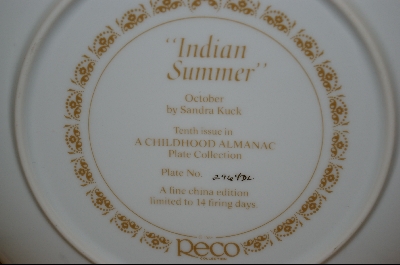 "Indian
Summer"
October
by Sandra Kuck
Tenth issue in
A CHILDHOOD ALMANAC
Plate Collection
Plate No.
A fine china edition
limited to 14 firing days.
Reco